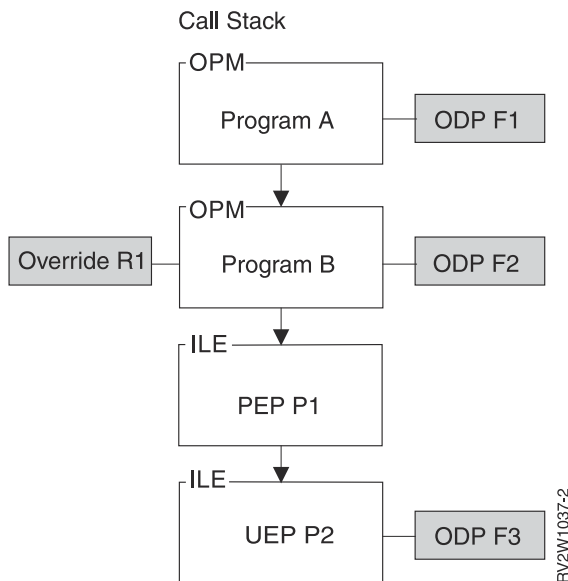 Call Stack
OPM
Program A
ODP F1
OPM
Override R1
Program B
ODP F2
ILE
PEP P1
ILE
UEP P2
ODP F3
RV2W1037-2